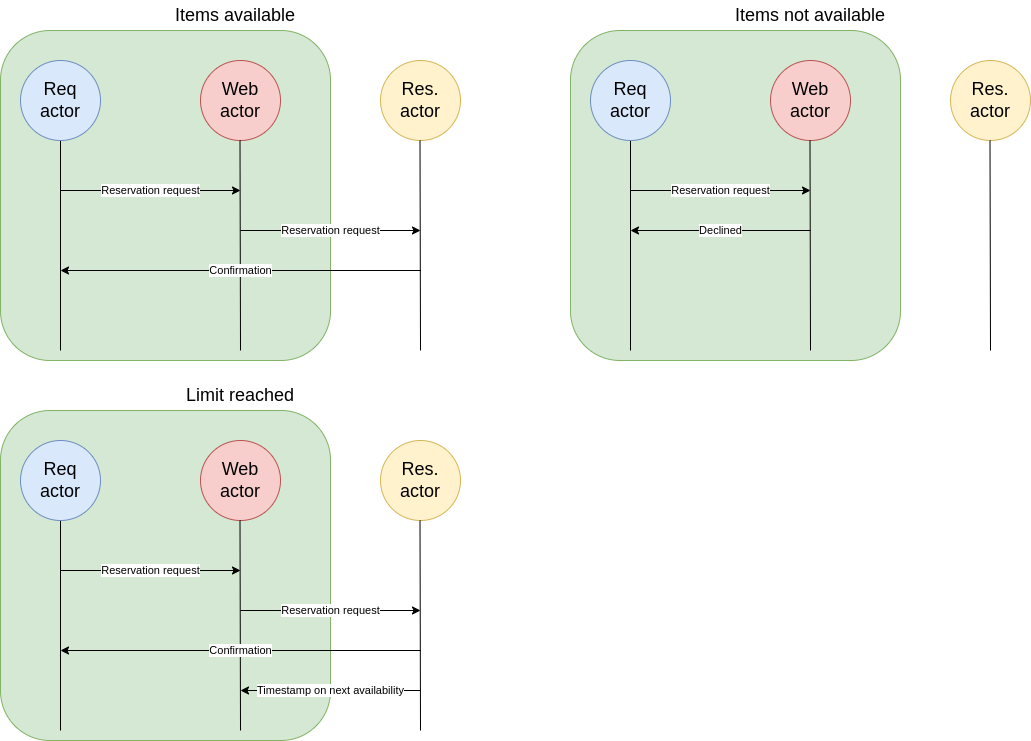 Items available
Req
actor
Web
actor
Res.
actor
Reservation request
Reservation request
Confirmation
Items not available
Req
actor
Web
actor
Res.
actor
Reservation request
Declined
Limit reached
Req
actor
Web
actor
Res.
actor
Reservation request
Reservation request
Confirmation
Timestamp on next availability